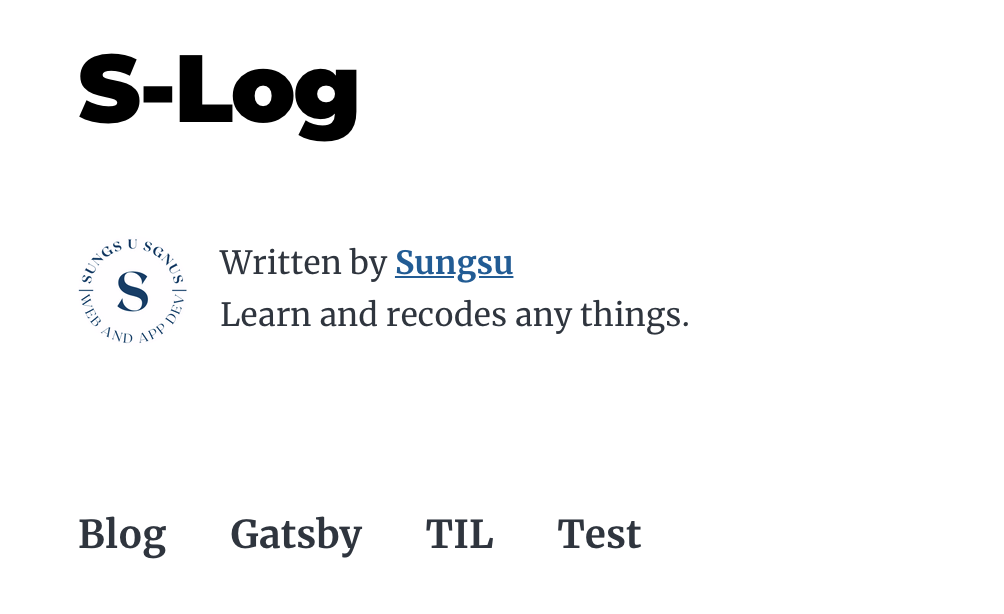 S-Log
SUNGS U SGNUS
S
WEB AND APP DEV
Written by Sungsu
Learn and recodes any things.
Blog Gatsby TIL Test